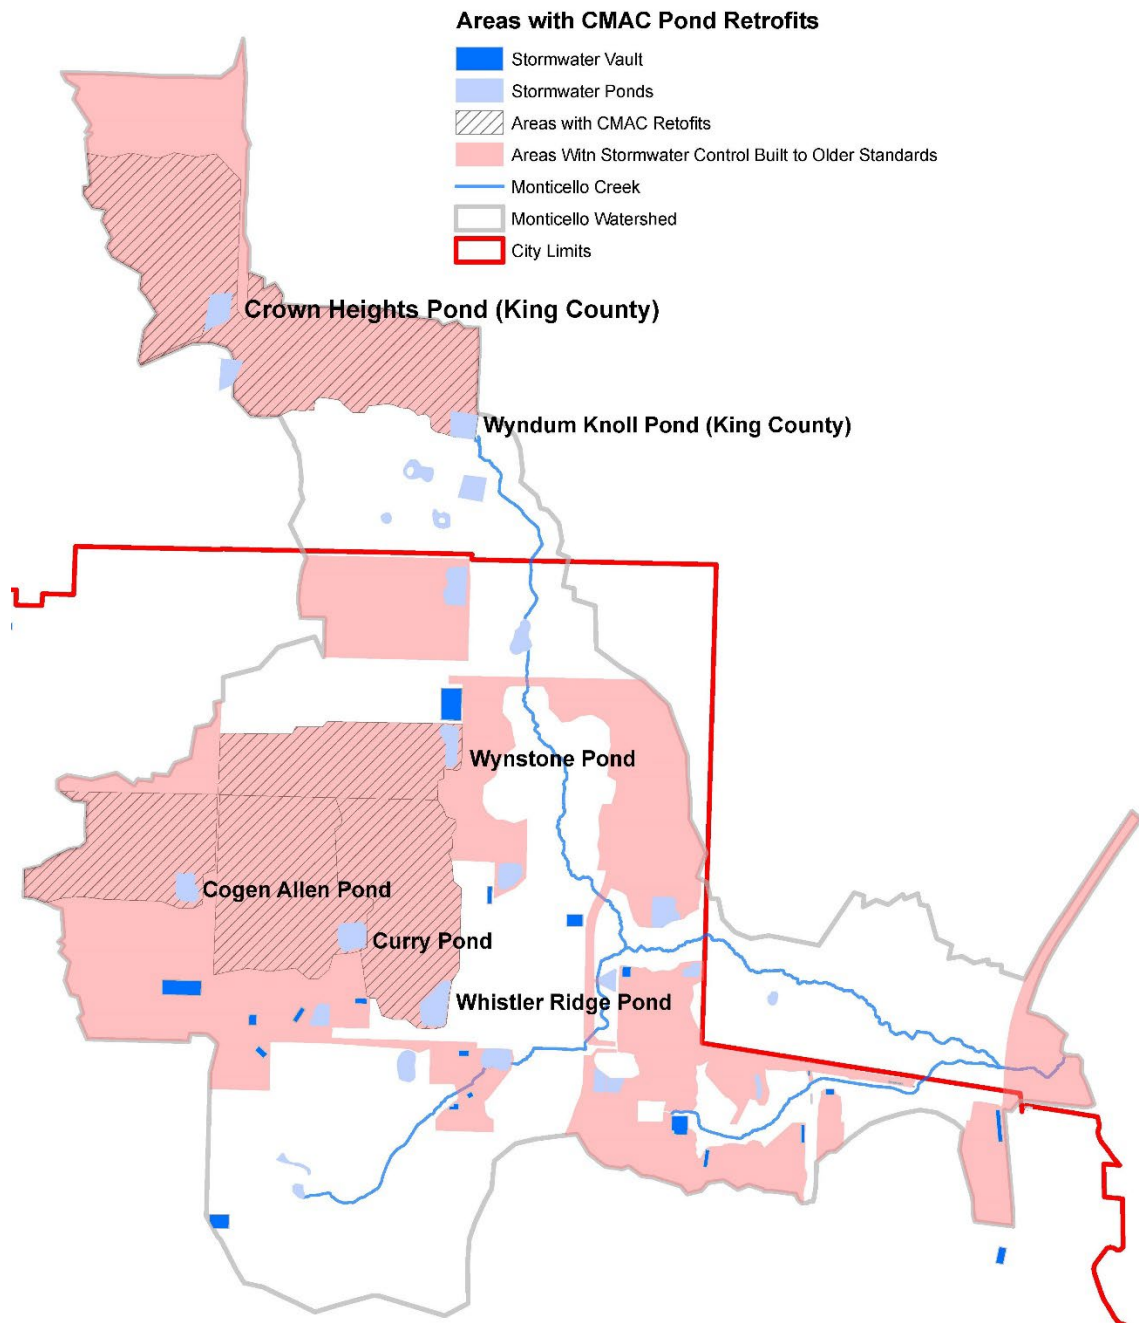 Areas with CMAC Pond Retrofits
Stormwater Vault
Stormwater Ponds
Areas with CMAC Retofits
Areas Witn Stormwater Control Built to Older Standards
Monticello Creek
Monticello Watershed
City Limits
Crown Heights Pond (King County)
Wyndum Knoll Pond (King County)
Wynstone Pond
Cogen Allen Pond
Curry Pond
Whistler Ridge Pond